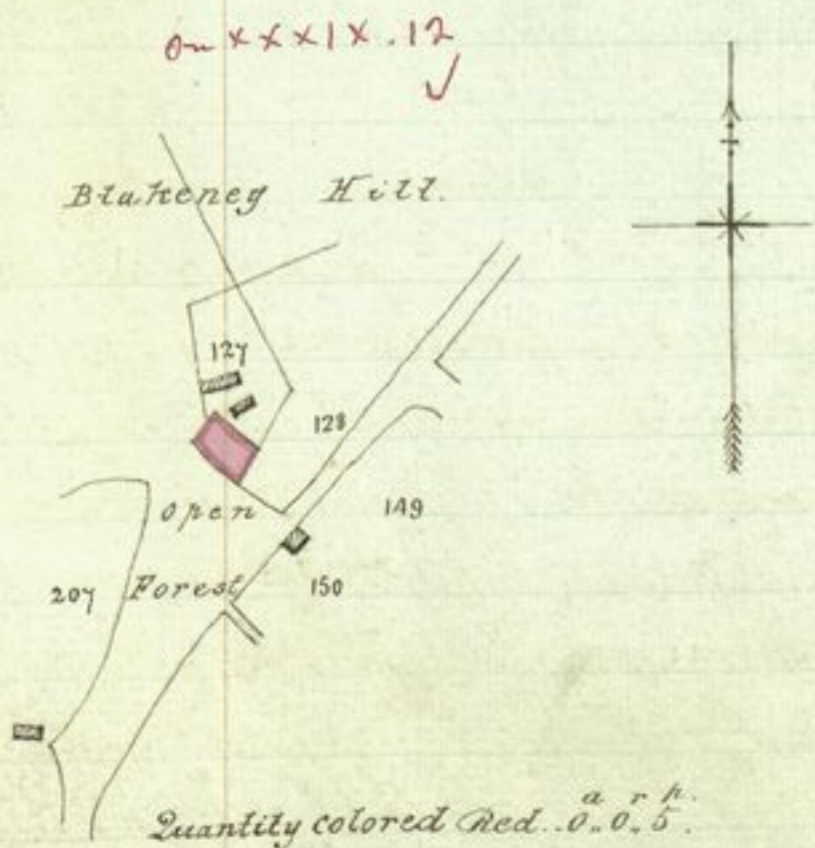 on XXXIX.12
Blakeney Hill.
127
128
open
149
207 Forest
150
a r p.
Quantity colored Red..0..0..5.